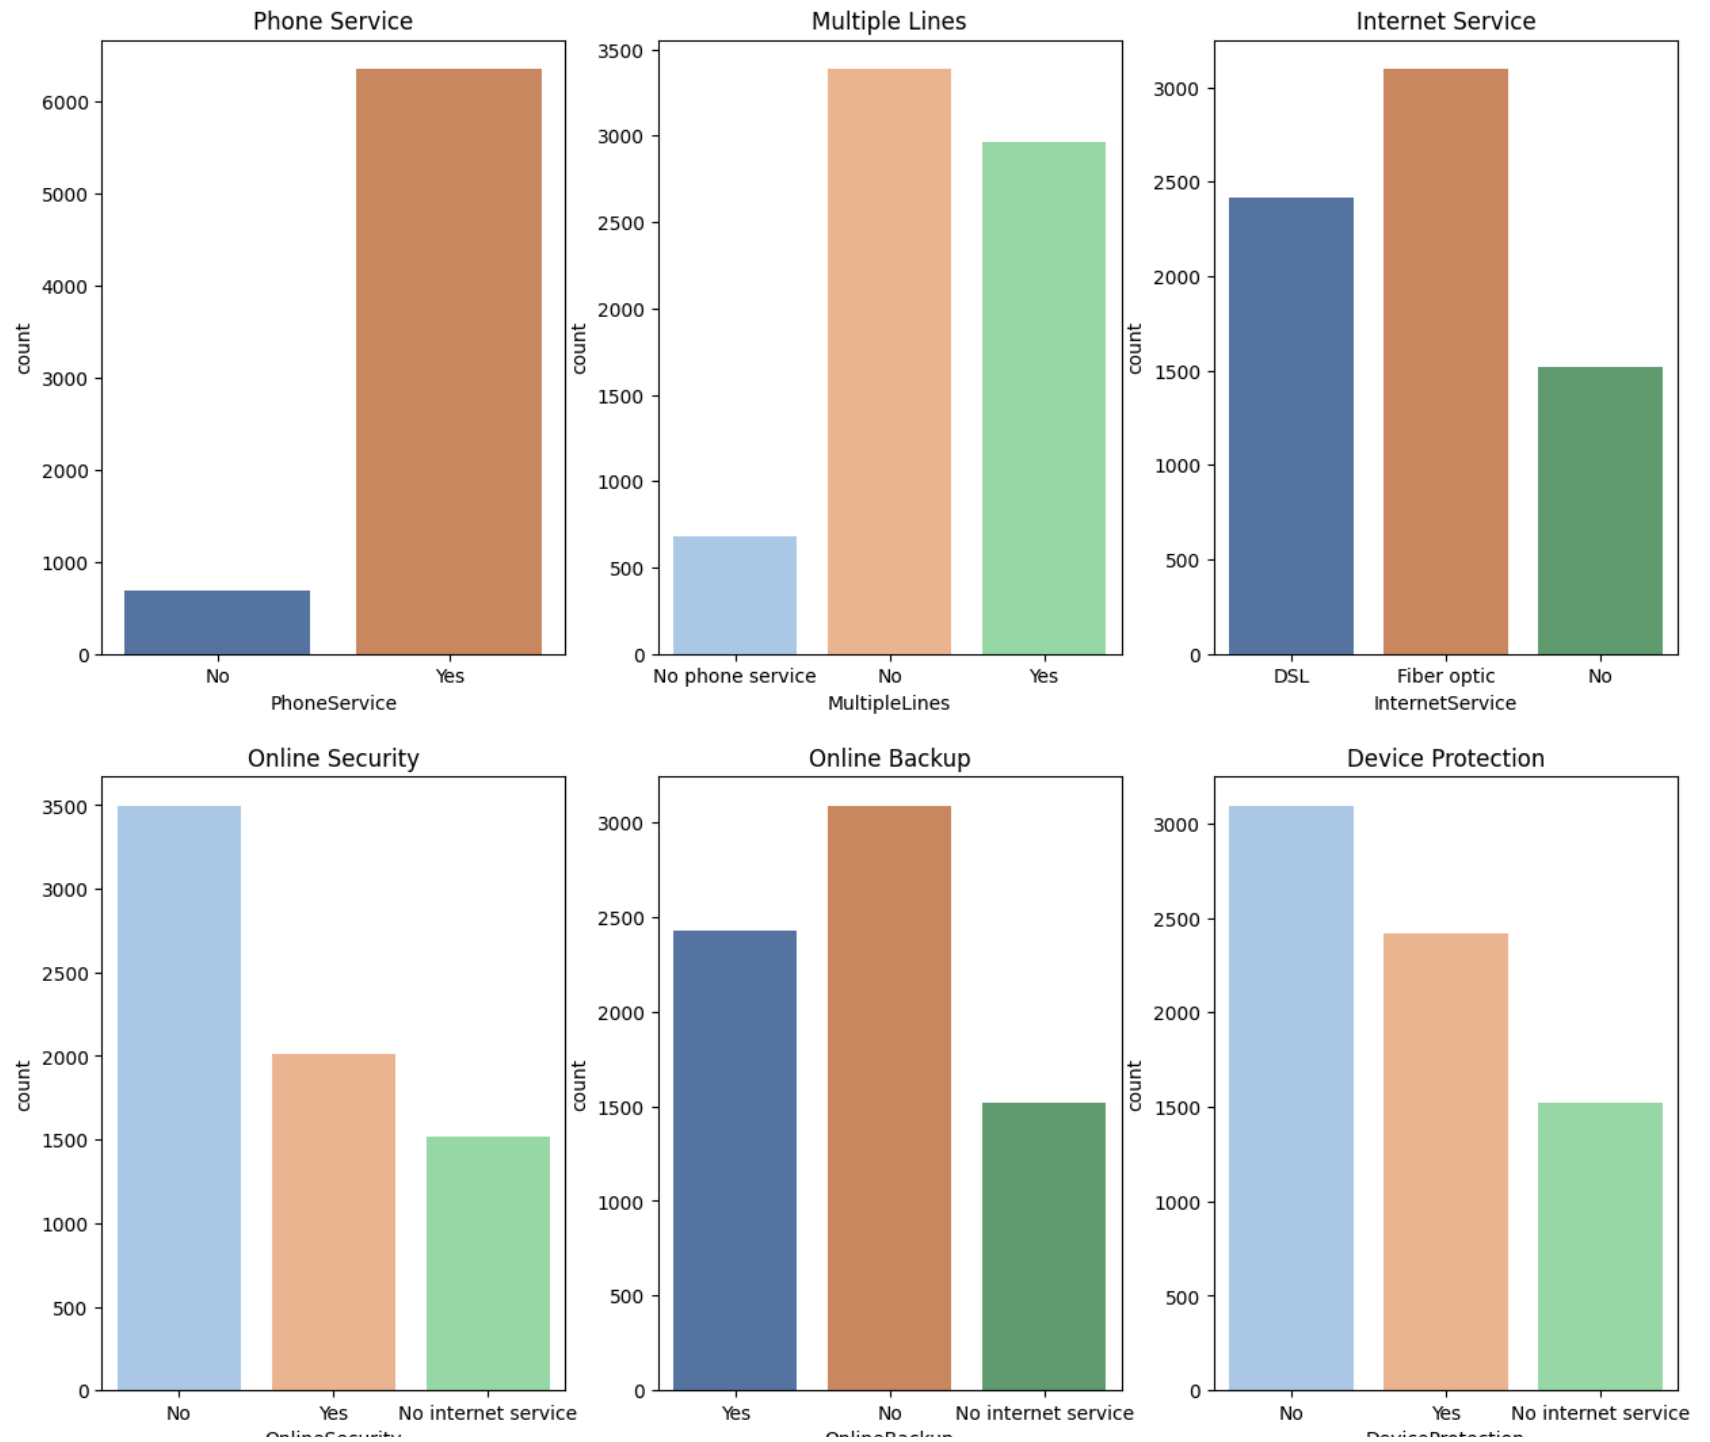 Phone Service
6000
5000
4000
3000
2000
1000
0
count
No Yes
PhoneService
Multiple Lines
3500
3000
2500
2000
1500
1000
500
0
count
No phone service No Yes
MultipleLines
Internet Service
3000
2500
2000
1500
1000
500
0
count
DSL Fiber optic No
InternetService
Online Security
3500
3000
2500
2000
1500
1000
500
0
count
No Yes No internet service
OnlineSecurity
Online Backup
3000
2500
2000
1500
1000
500
0
count
Yes No No internet service
OnlineBackup
Device Protection
3000
2500
2000
1500
1000
500
0
count
No Yes No internet service
DeviceProtection